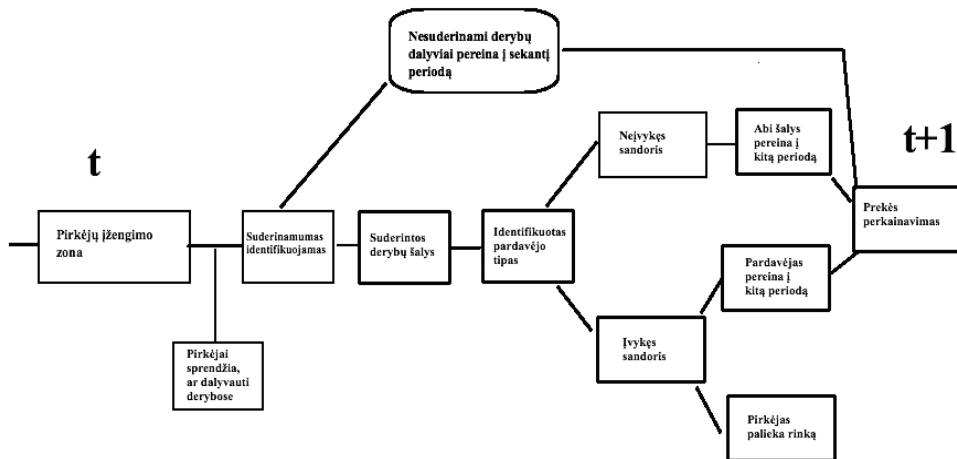 Nesuderinami derybų
dalyviai pereina į sekantį
periodą
t
t+1
Pirkėjų įžengimo
zona
Pirkėjai
sprendžia,
ar dalyvauti
derybose
Suderinamumas
identifikuojamas
Suderintos
derybų šalys
Identifikuotas
pardavėjo
tipas
Neįvykęs
sandoris
Abi šalys
pereina į
kitą periodą
Įvykęs
sandoris
Pardavėjas
pereina į
kitą periodą
Pirkėjas
palieka rinką
Prekės
perkainavimas